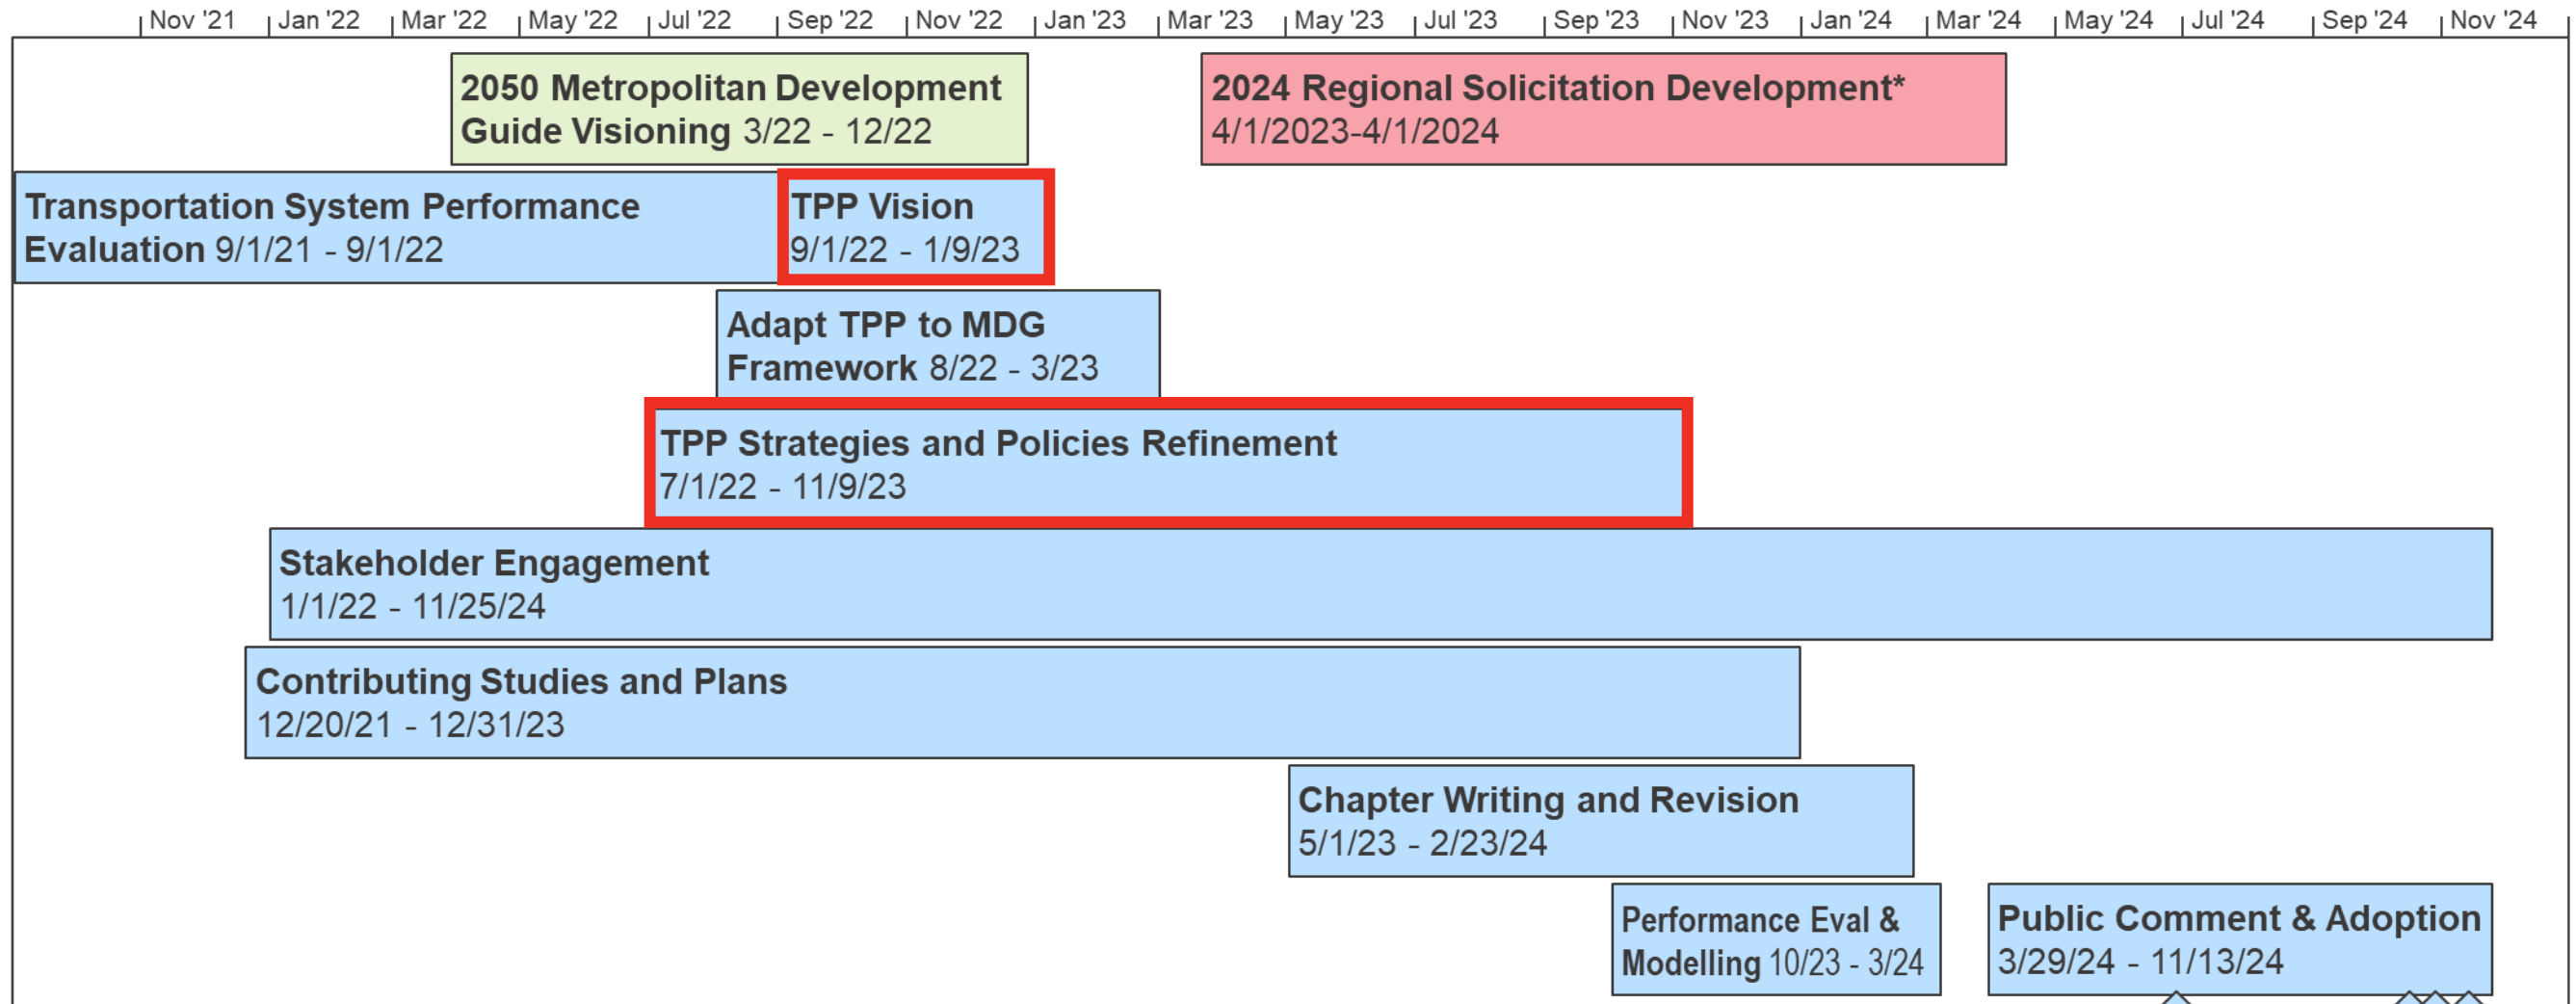 Nov '21 Jan '22 Mar '22 May '22 Jul '22 Sep '22 Nov '22 Jan '23 Mar '23 May '23 Jul '23 Sep '23 Nov '23 Jan '24 Mar '24 May '24 Jul '24 Sep '24 Nov '24
2050 Metropolitan Development
Guide Visioning 3/22 - 12/22
2024 Regional Solicitation Development*
4/1/2023-4/1/2024
Transportation System Performance
Evaluation 9/1/21 - 9/1/22
TPP Vision
9/1/22 - 1/9/23
Adapt TPP to MDG
Framework 8/22 - 3/23
TPP Strategies and Policies Refinement
7/1/22 - 11/9/23
Stakeholder Engagement
1/1/22 - 11/25/24
Contributing Studies and Plans
12/20/21 - 12/31/23
Chapter Writing and Revision
5/1/23 - 2/23/24
Performance Eval &
Modelling 10/23 - 3/24
Public Comment & Adoption
3/29/24 - 11/13/24